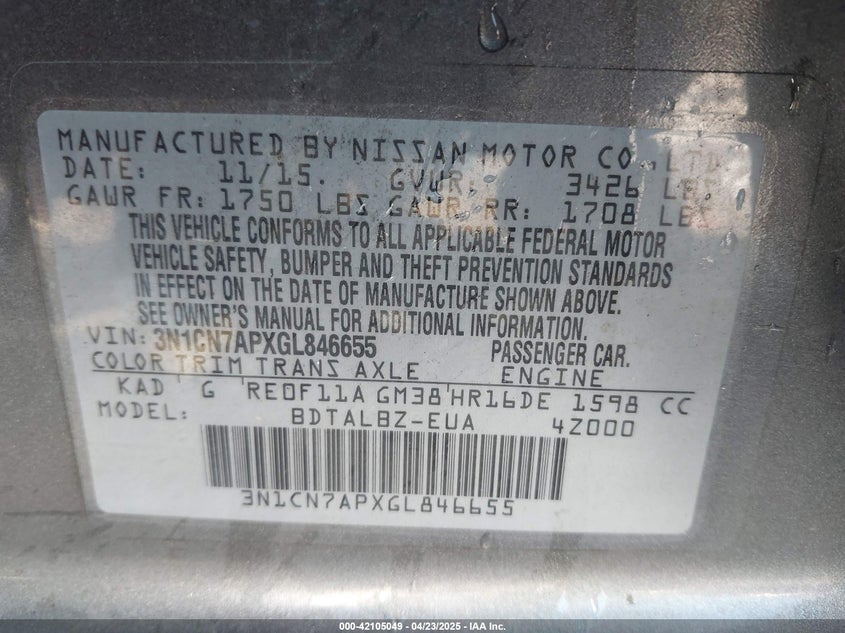 MANUFACTURED BY NISSAN MOTOR CO.,LTD.
DATE: 11/15. GVWR. 3426 LBS
GAWR FR: 1750 LBS GAWR RR: 1708 LBS
THIS VEHICLE CONFORMS TO ALL APPLICABLE FEDERAL MOTOR
VEHICLE SAFETY, BUMPER AND THEFT PREVENTION STANDARDS
IN EFFECT ON THE DATE OF MANUFACTURE SHOWN ABOVE.
SEE OWNER'S MANUAL FOR ADDITIONAL INFORMATION
VIN: 3N1CN7APXGL846655 PASSENGER CAR.
COLOR TRIM TRANS AXLE ENGINE
KAD G RE0F11A GM38 HR16DE 1598 CC
MODEL: BDTALBZ-EUA 4Z000
3N1CN7APXGL846655
000-42105049 - 04/23/2025 - IAA Inc.